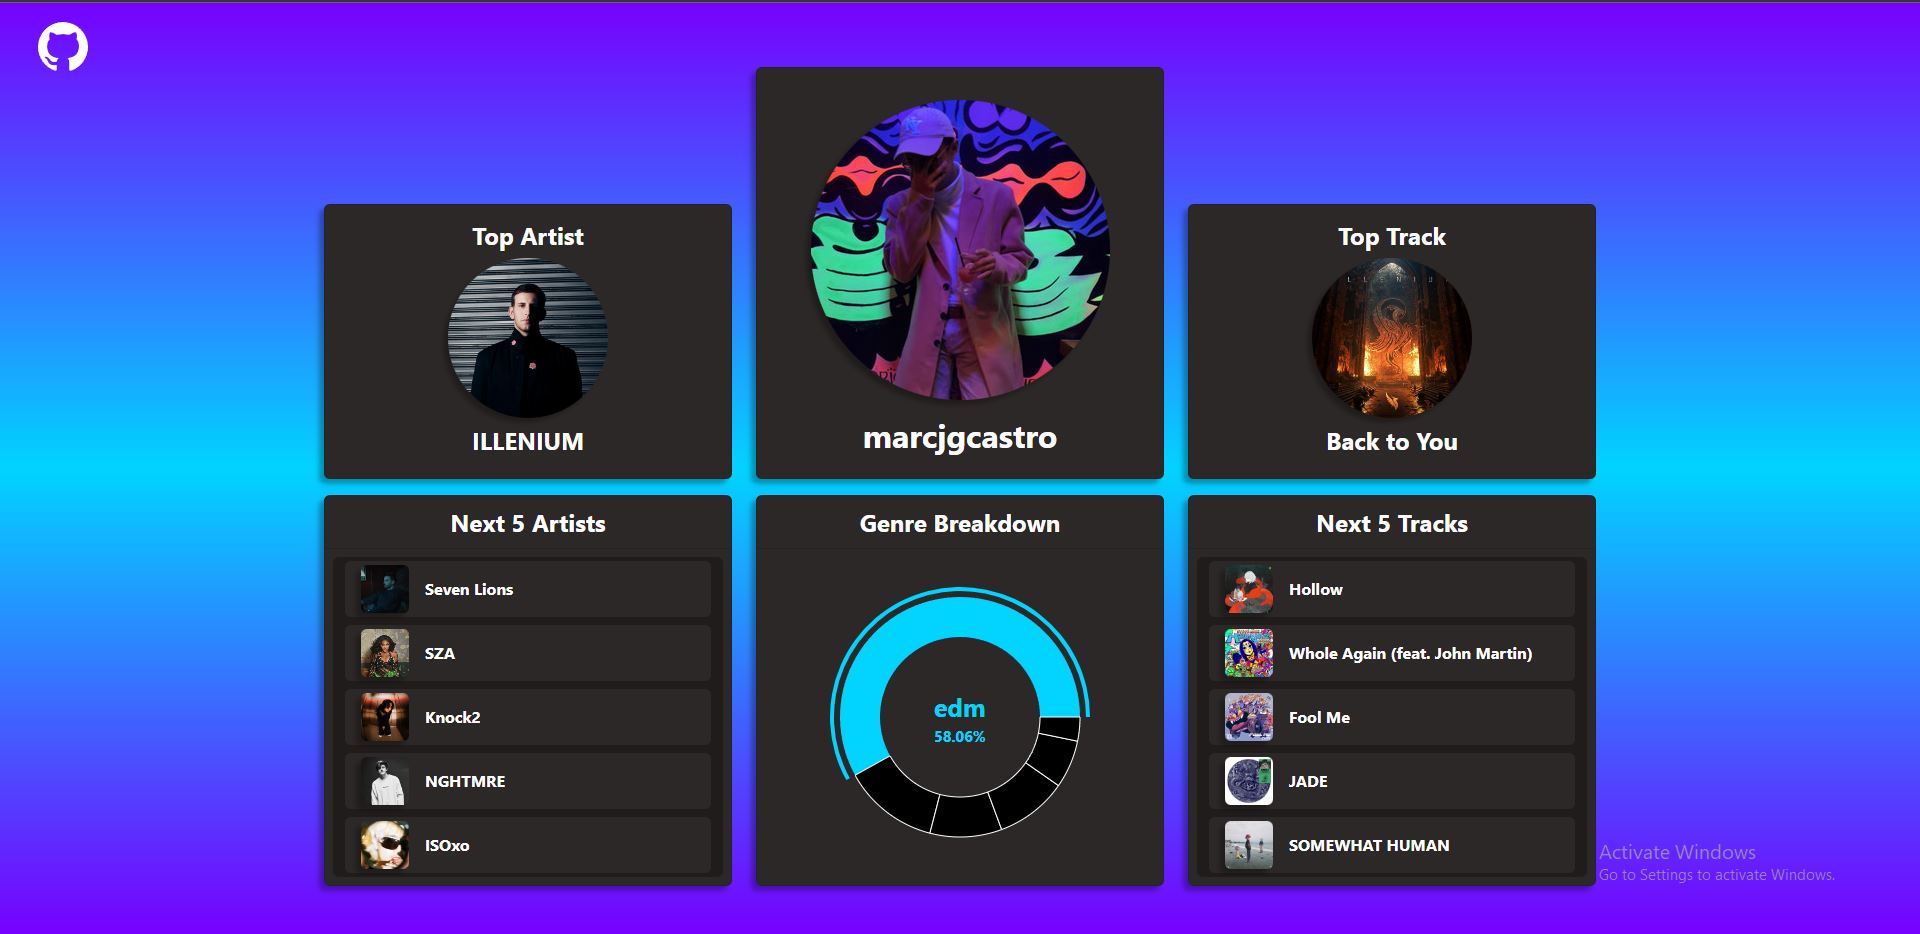 marcjgcastro
Top Artist
ILLENIUM
Top Track
Back to You
Next 5 Artists
Seven Lions
SZA
Knock2
NGHTMRE
ISOxo
Genre Breakdown
edm
58.06%
Next 5 Tracks
Hollow
Whole Again (feat. John Martin)
Fool Me
JADE
SOMEWHAT HUMAN
Activate Windows
Go to Settings to activate Windows.